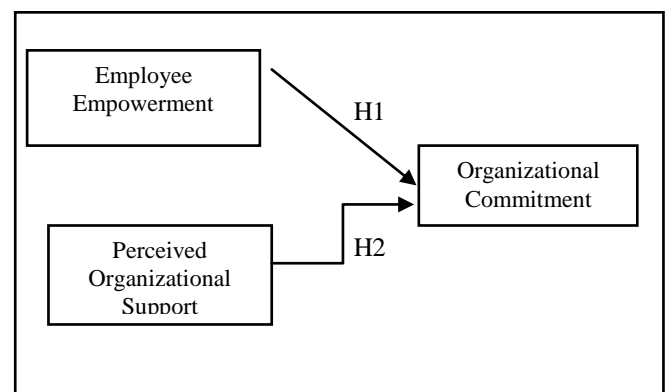 Employee
Empowerment
H1
Organizational
Commitment
Perceived
Organizational
Support
H2